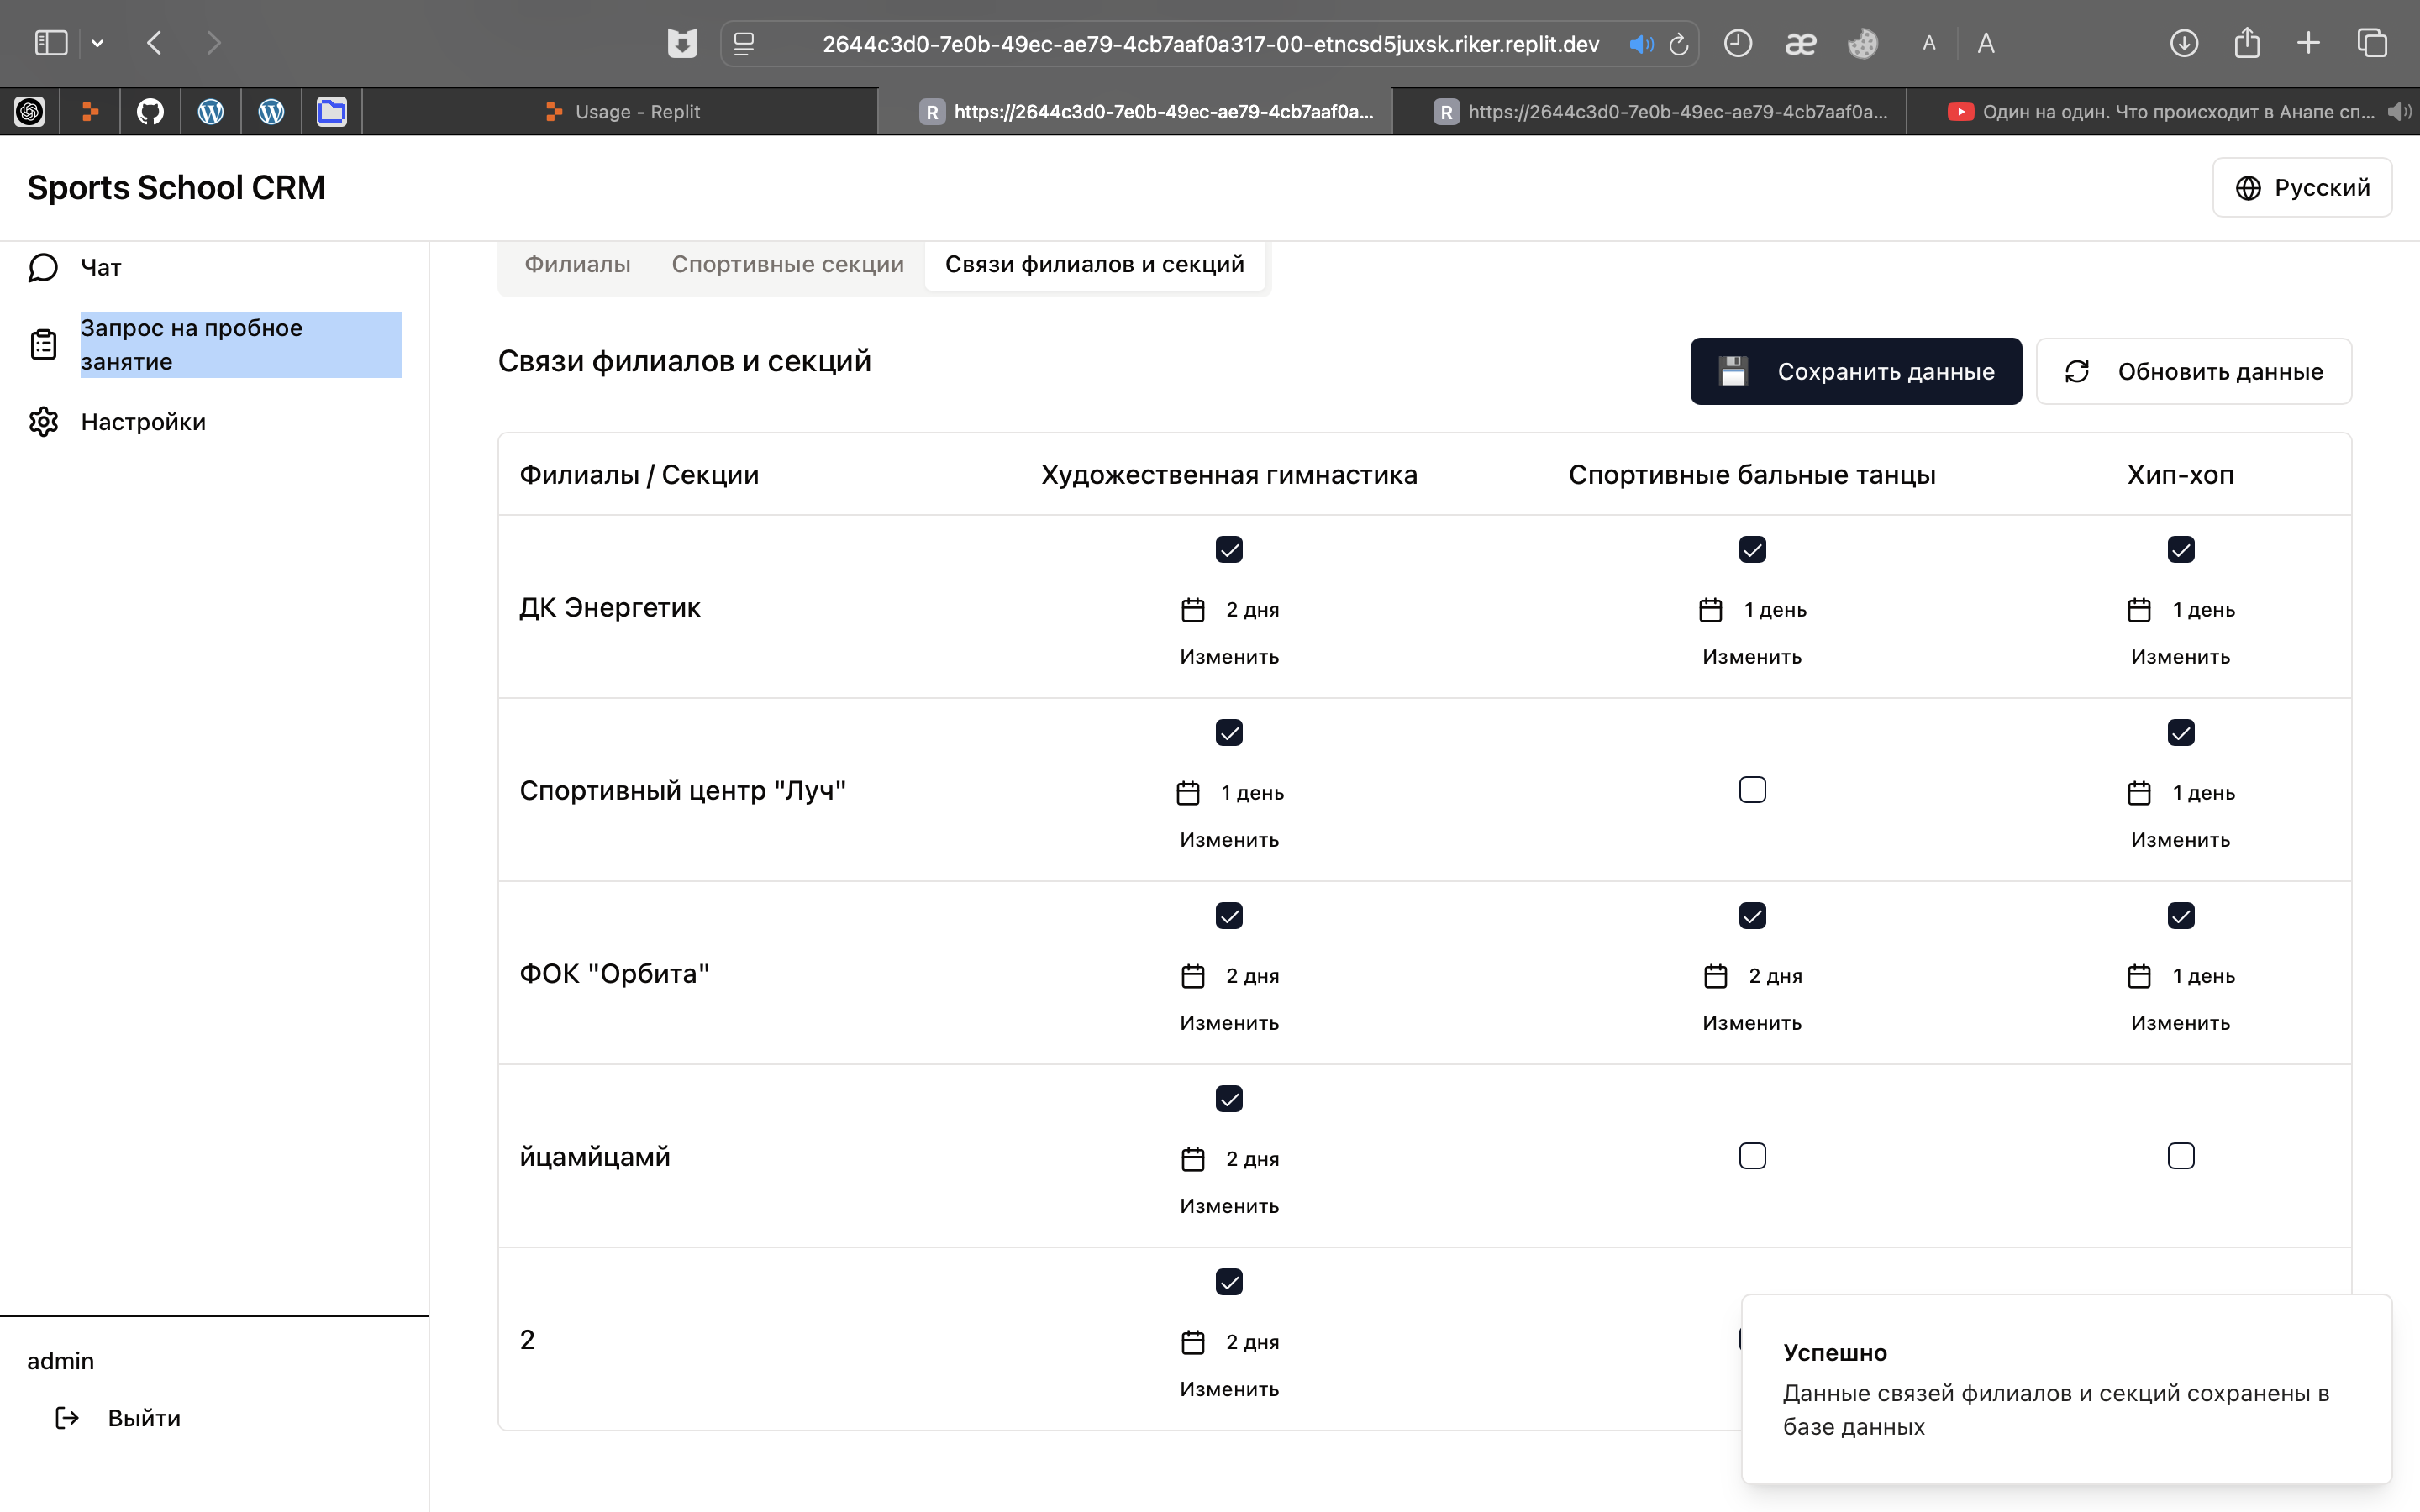 2644c3d0-7e0b-49ec-ae79-4cb7aaf0a317-00-etncsd5juxsk.riker.replit.dev
æ
A
A
Usage - Replit
R https://2644c3d0-7e0b-49ec-ae79-4cb7aaf0a...
R https://2644c3d0-7e0b-49ec-ae79-4cb7aaf0a...
Один на один. Что происходит в Анапе сп...
Sports School CRM
Русский
Чат
Запрос на пробное
занятие
Настройки
Филиалы Спортивные секции Связи филиалов и секций
Связи филиалов и секций
Сохранить данные
Обновить данные
Филиалы / Секции Художественная гимнастика Спортивные бальные танцы Хип-хоп
ДК Энергетик
2 дня 1 день 1 день
Изменить Изменить Изменить
Спортивный центр "Луч"
1 день 1 день
Изменить Изменить
ФОК "Орбита"
2 дня 2 дня 1 день
Изменить Изменить Изменить
йцамйцамй
2 дня
Изменить
2
2 дня
Изменить
admin
Выйти
Успешно
Данные связей филиалов и секций сохранены в
базе данных